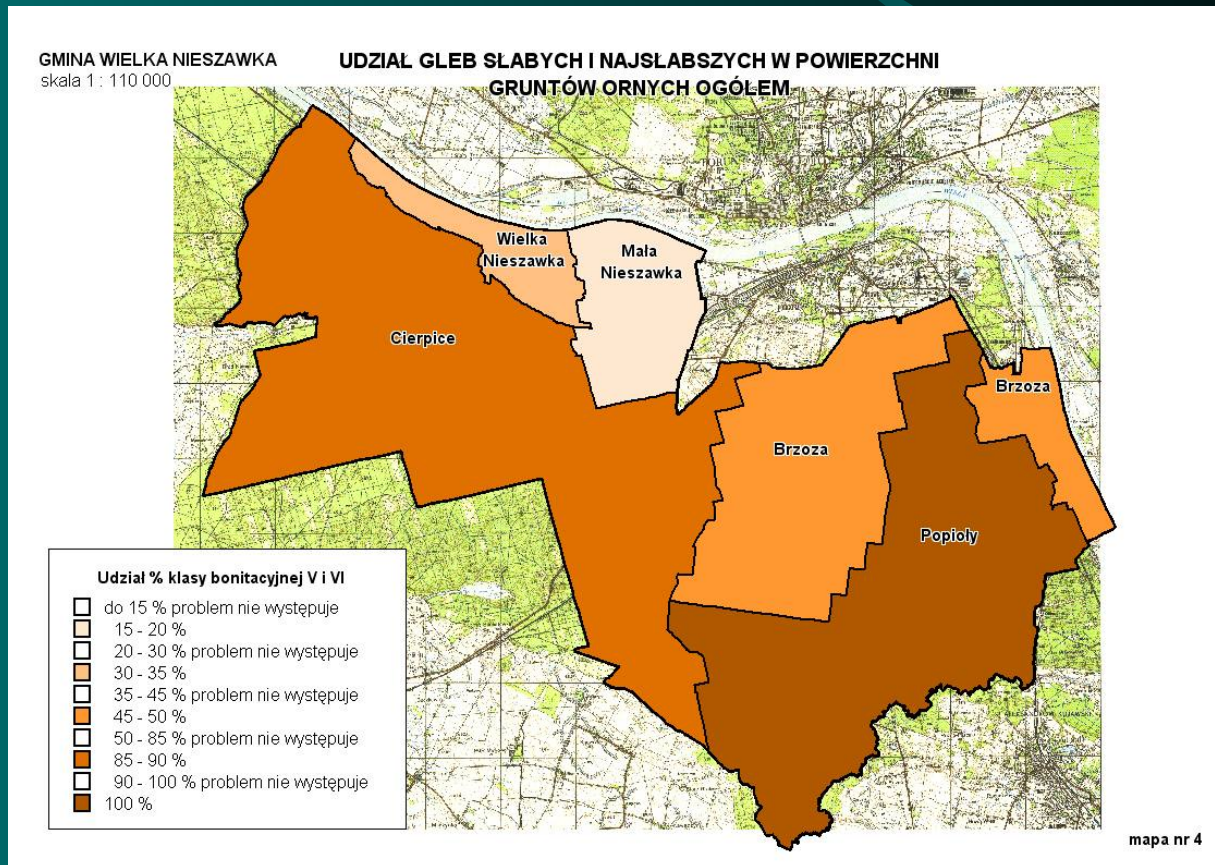 GMINA WIELKA NIESZAWKA
skala 1 : 110 000
UDZIAŁ GLEB SŁABYCH I NAJSŁABSZYCH W POWIERZCHNI
GRUNTÓW ORNYCH OGÓŁEM
Wielka
Nieszawka
Mała
Nieszawka
Cierpice
Brzoza
Brzoza
Popioły
Udział % klasy bonitacyjnej V i VI
do 15 % problem nie występuje
15 - 20 %
20 - 30 % problem nie występuje
30 - 35 %
35 - 45 % problem nie występuje
45 - 50 %
50 - 85 % problem nie występuje
85 - 90 %
90 - 100 % problem nie występuje
100 %
mapa nr 4